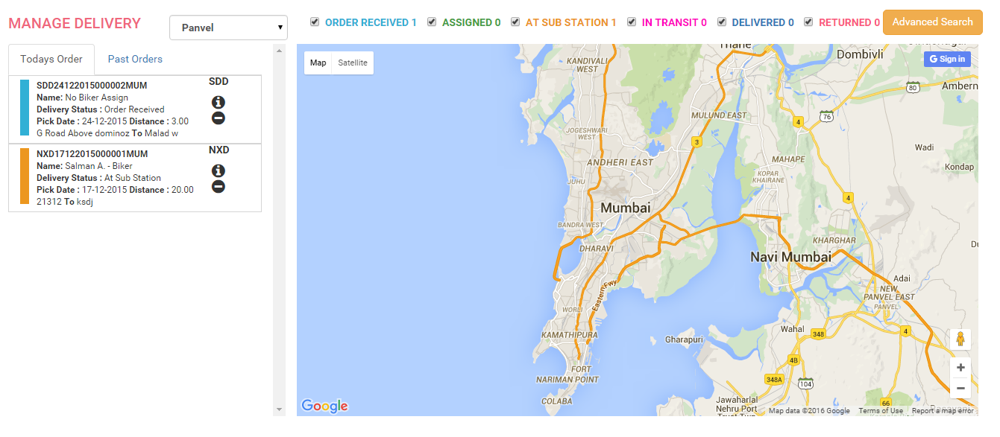 MANAGE DELIVERY
Panvel
ORDER RECEIVED 1
ASSIGNED 0
AT SUB STATION 1
IN TRANSIT 0
DELIVERED 0
RETURNED 0
Advanced Search
Todays Order
Past Orders
SDD24122015000002MUM
SDD
Name: No Biker Assign
Delivery Status : Order Received
Pick Date : 24-12-2015 Distance : 3.00
G Road Above dominoz To Malad w
NXD17122015000001MUM
NXD
Name: Salman A. - Biker
Delivery Status : At Sub Station
Pick Date : 17-12-2015 Distance : 20.00
21312 To ksdj
Map
Satellite
G Sign in
Thane
KANDIVALI
WEST
Dombivli
80
Ambern
MULUND EAST
76
4
JOGESHWARI
WEST
3
Wadi
ANDHERI EAST
MAHAPE
Kondap
KOPAR
KHAIRANE
JUHU
4
Mumbai
BANDRA WEST
KHARGHAR
DHARAVI
Navi Mumbai
Du
Adai
Eastern Fwy
NEW
PANVEL EAST
PANVEL
WORLI
KAMATHIPURA
Wahal
348
4
Gharapuri
4B
FORT
NARIMAN POINT
348A
104
COLABA
Jawaharlal
Nehru Port
66
Google
Map data ©2016 Google
Terms of Use
Report a map error